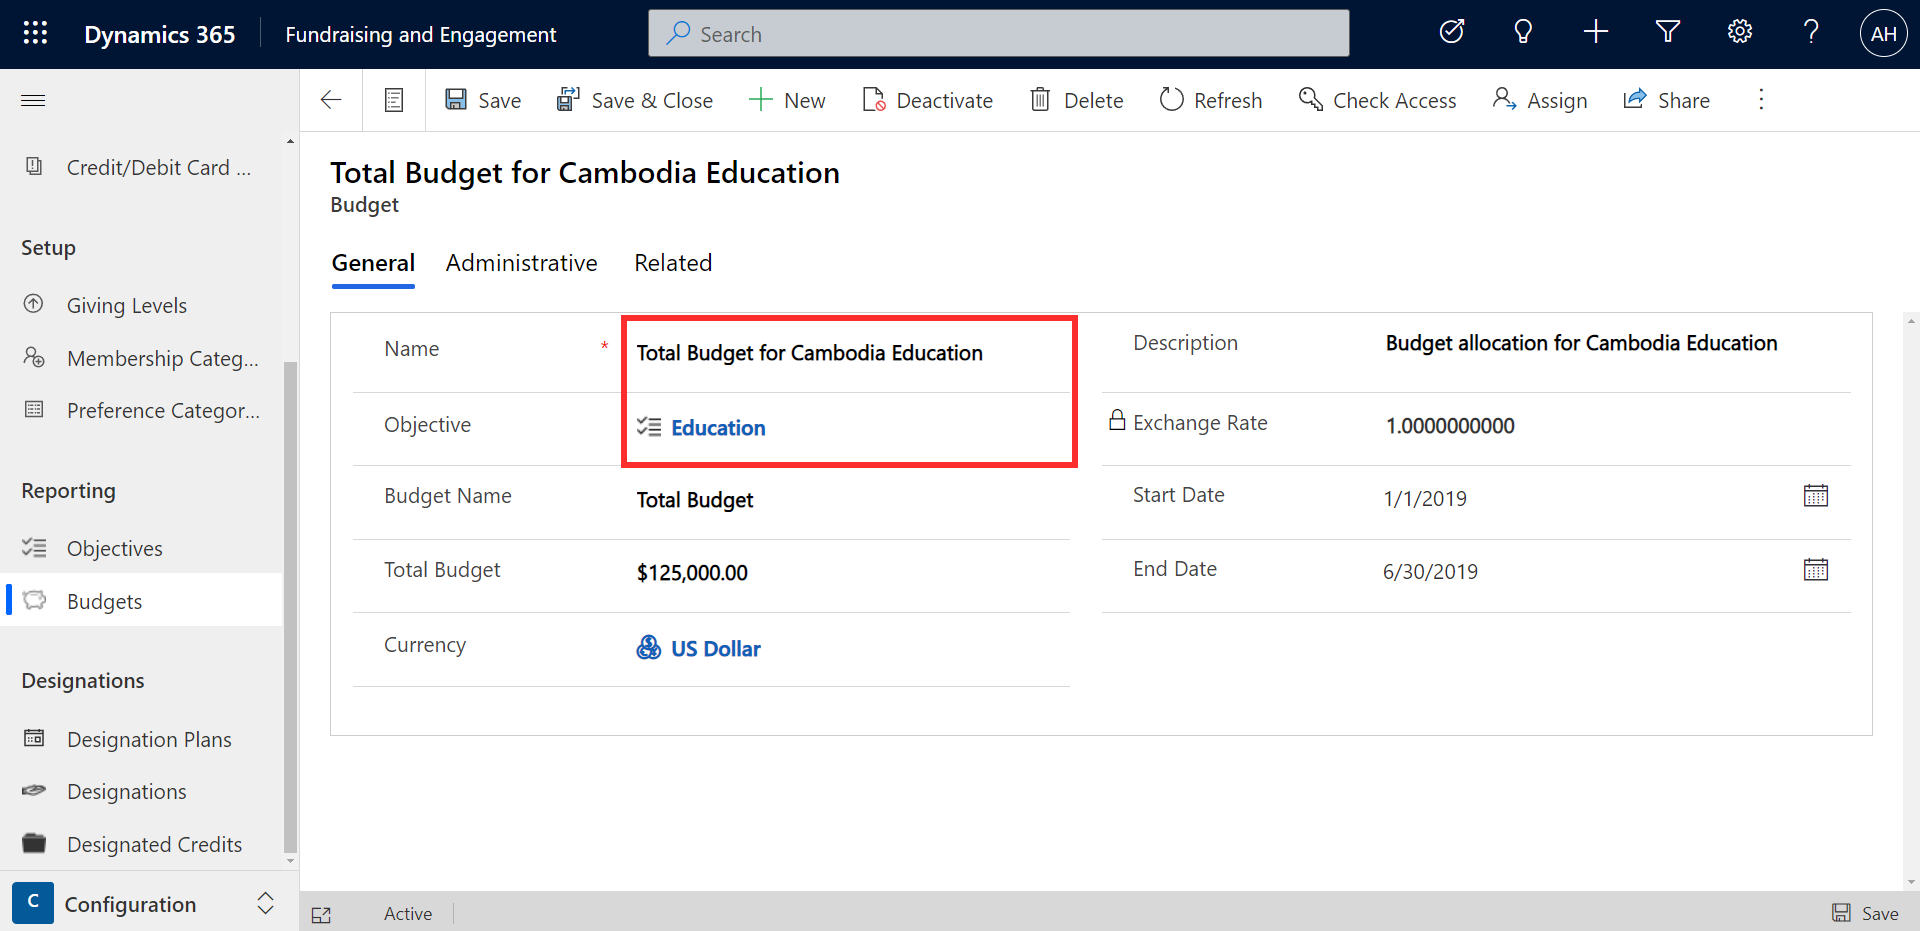 Dynamics 365
Fundraising and Engagement
Search
AH
Save
Save & Close
New
Deactivate
Delete
Refresh
Check Access
Assign
Share
Credit/Debit Card ...
Setup
Giving Levels
Membership Categ...
Preference Categor...
Reporting
Objectives
Budgets
Designations
Designation Plans
Designations
Designated Credits
C
Configuration
Total Budget for Cambodia Education
Budget
General
Administrative
Related
Name
*
Total Budget for Cambodia Education
Objective
Education
Budget Name
Total Budget
Total Budget
$125,000.00
Currency
US Dollar
Description
Budget allocation for Cambodia Education
Exchange Rate
1.0000000000
Start Date
1/1/2019
End Date
6/30/2019
Active
Save